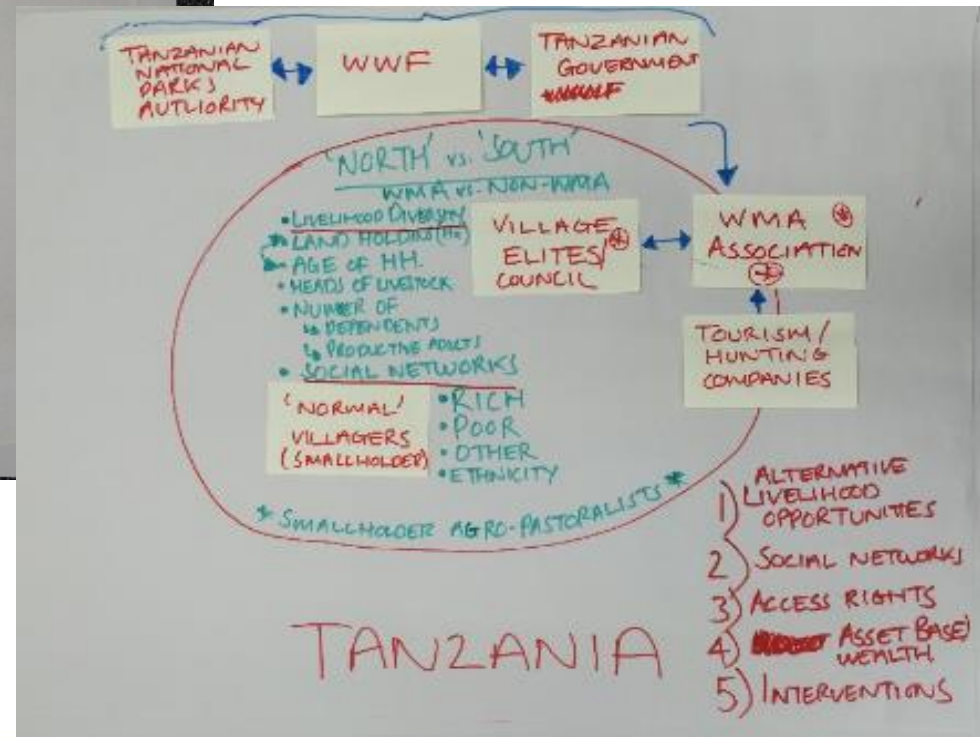 TANZANIAN
NATIONAL
PARKS
AUTLIORITY
WWF
TANZANIAN
GOVERNMENT
'NORTH' vs. 'SOUTH'
WMA vs. NON-WMA
• LIVELIHOOD DIVERSITY
LAND HOLDING (Ha)
AGE OF HH.
• HEADS OF LIVESTOCK
• NUMBER OF
↳ DEPENDENTS
↳ PRODUCTIVE ADULTS
• SOCIAL NETWORKS
VILLAGE
ELITES/
COUNCIL
WMA
ASSOCIATION
TOURISM/
HUNTING
COMPANIES
'NORMAL'
VILLAGERS
(SMALLHOLDER)
• RICH
• POOR
• OTHER
• ETHNICITY
* SMALLHOLDER AGRO-PASTORALISTS *
1) ALTERNATIVE
LIVELIHOOD
OPPORTUNITIES
2) SOCIAL NETWORKS
3) ACCESS RIGHTS
4) ASSET BASE/
WEALTH
5) INTERVENTIONS
TANZANIA